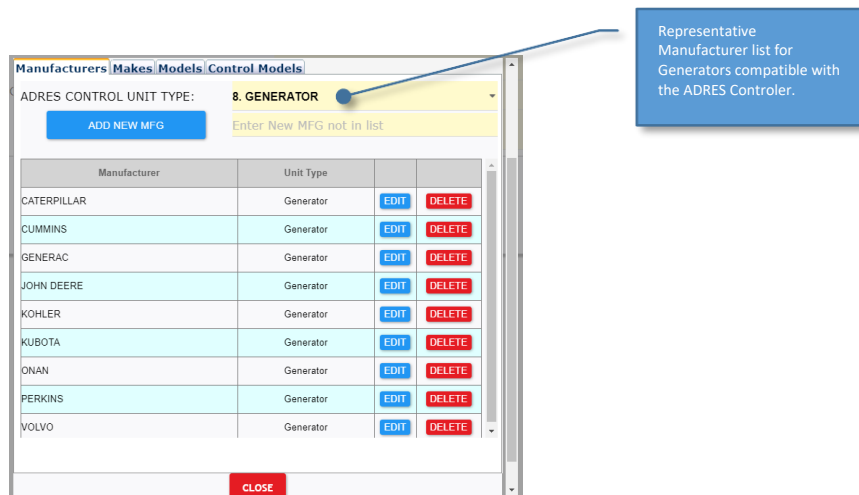 Representative
Manufacturer list for
Generators compatible with
the ADRES Controler.
Manufacturers Makes Models Control Models
ADRES CONTROL UNIT TYPE: 8. GENERATOR
ADD NEW MFG Enter New MFG not in list
Manufacturer Unit Type
CATERPILLAR Generator EDIT DELETE
CUMMINS Generator EDIT DELETE
GENERAC Generator EDIT DELETE
JOHN DEERE Generator EDIT DELETE
KOHLER Generator EDIT DELETE
KUBOTA Generator EDIT DELETE
ONAN Generator EDIT DELETE
PERKINS Generator EDIT DELETE
VOLVO Generator EDIT DELETE
CLOSE